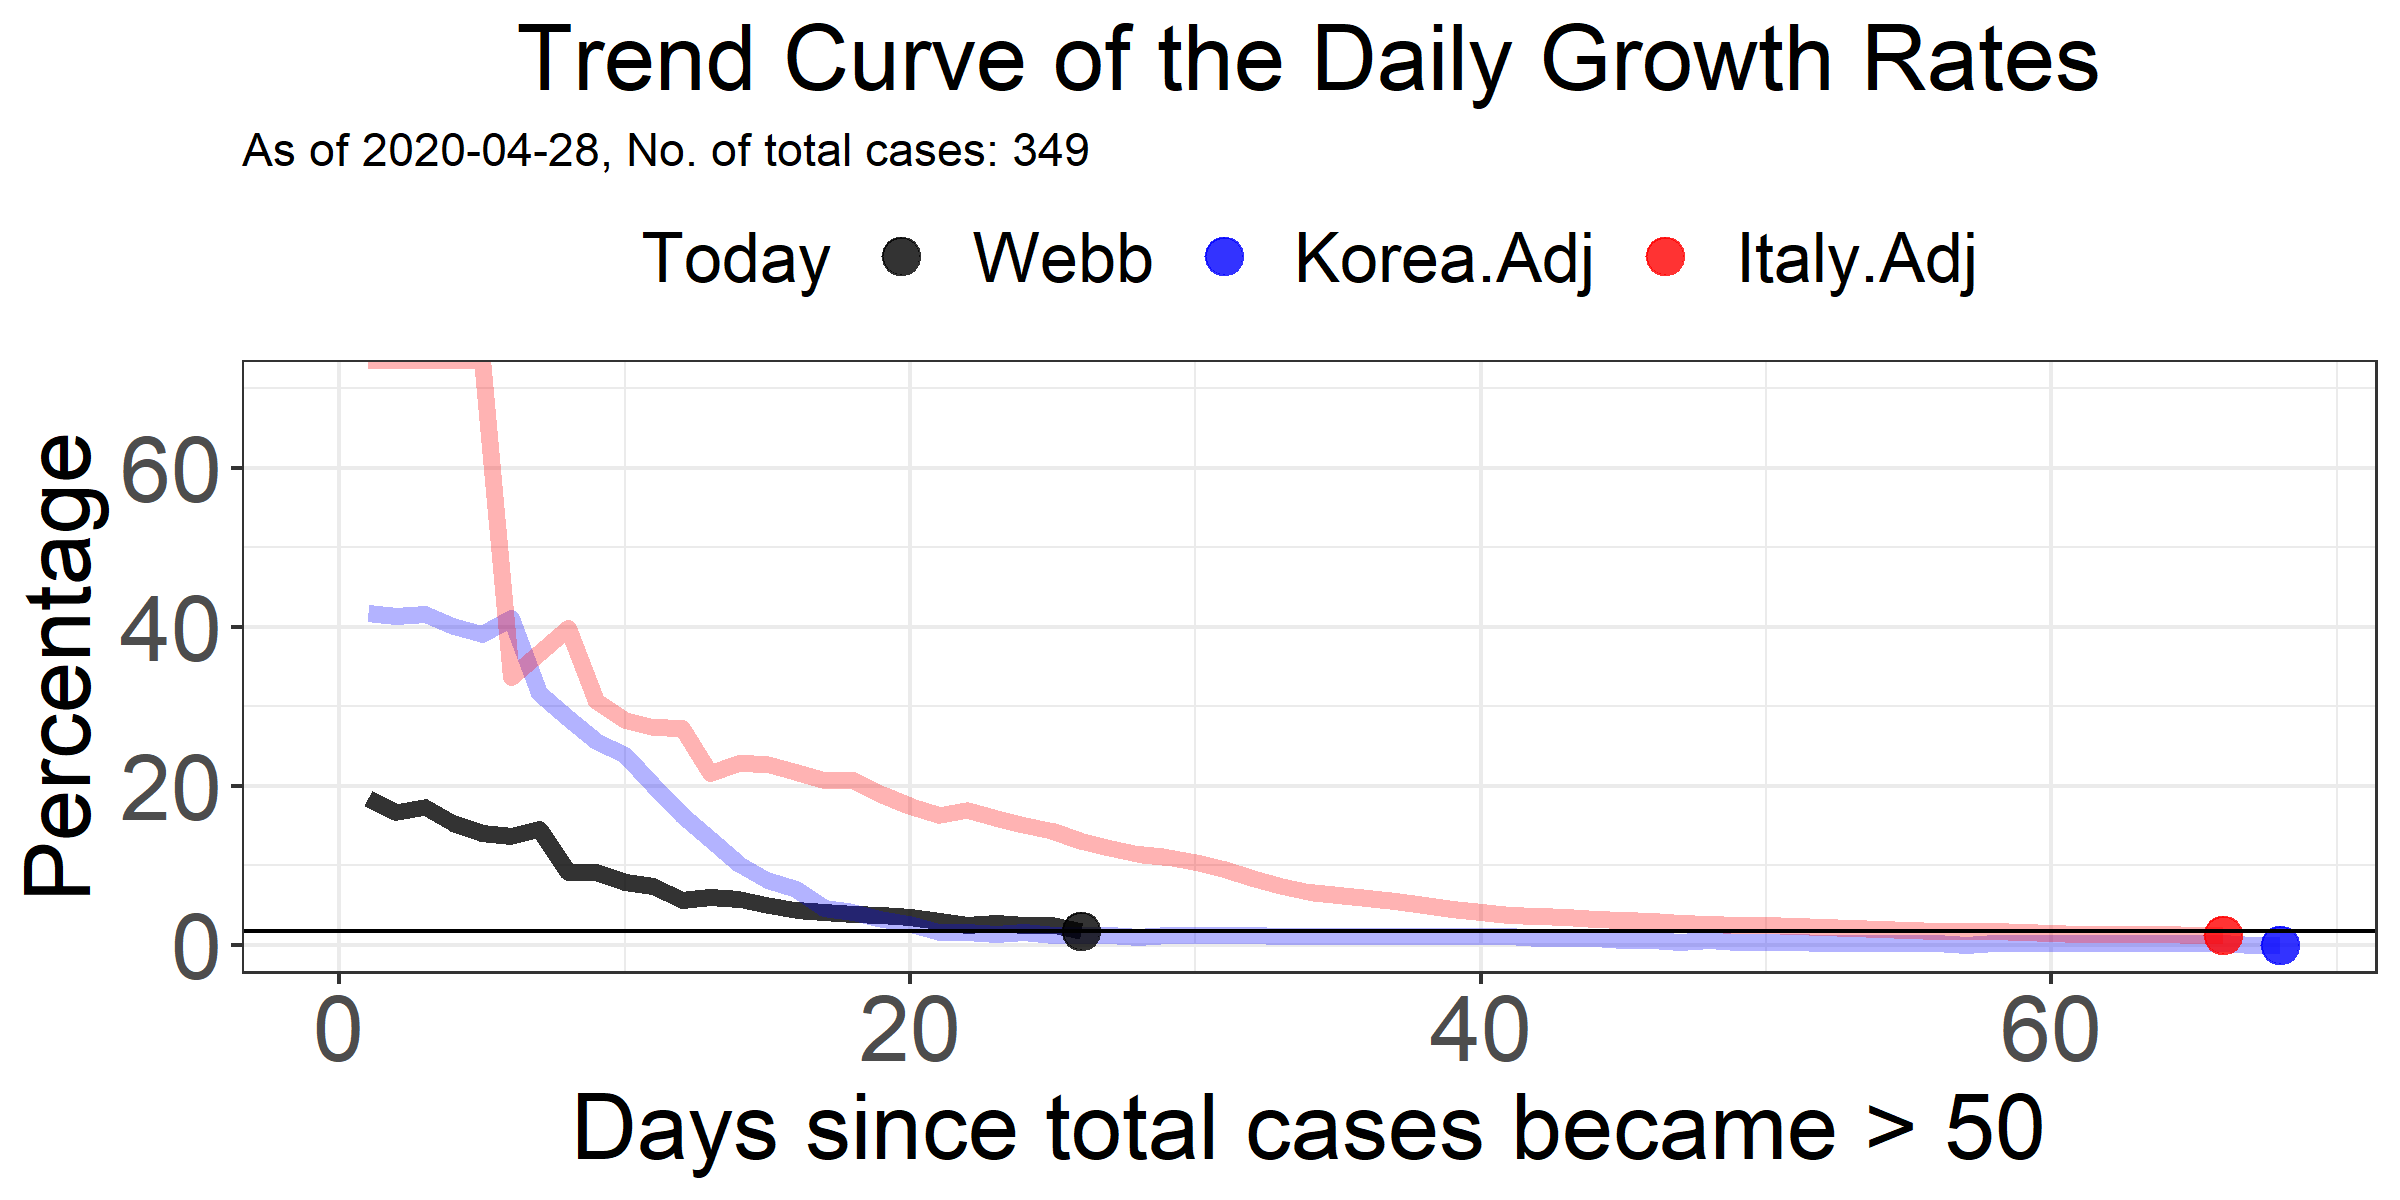 Trend Curve of the Daily Growth Rates
As of 2020-04-28, No. of total cases: 349
Today Webb Korea.Adj Italy.Adj
Percentage
60
40
20
0
0 20 40 60
Days since total cases became > 50